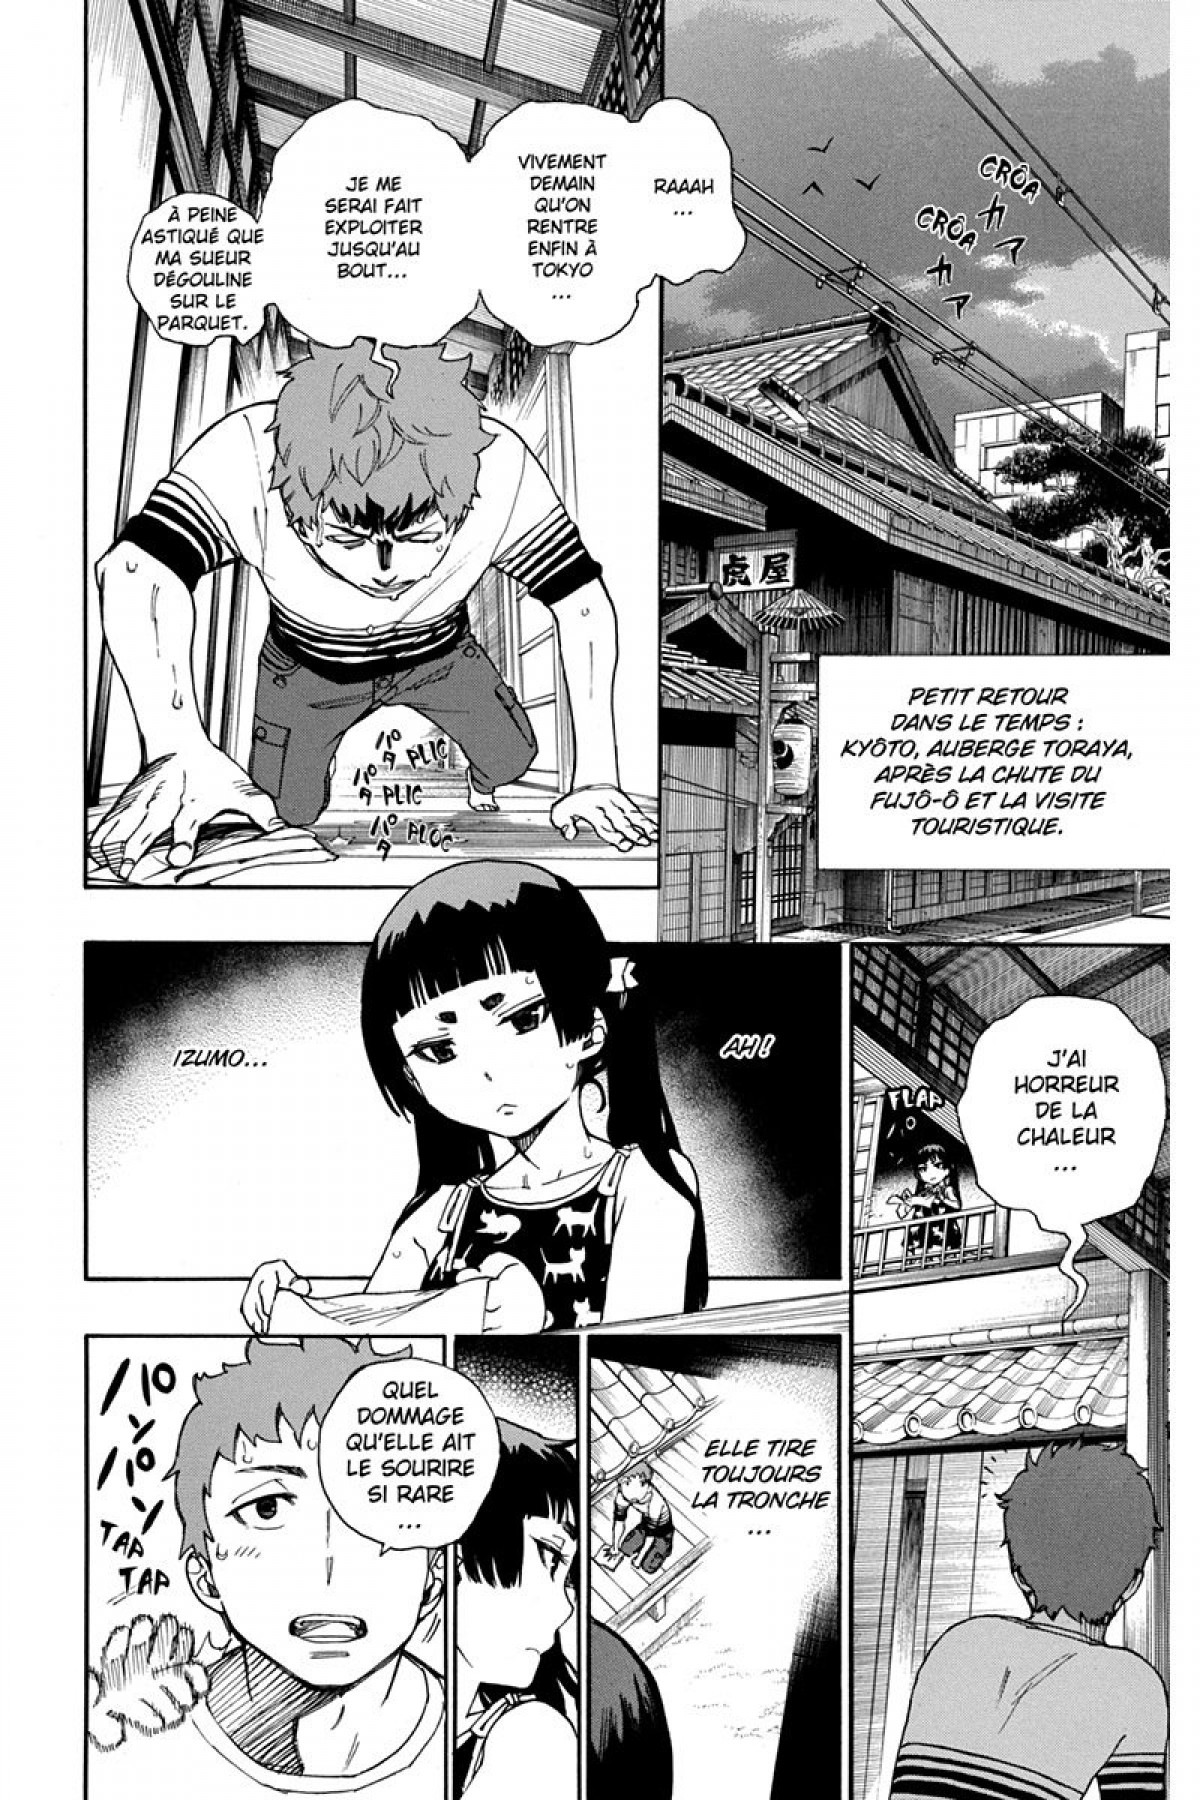 CRÔA
カァ
CRÔA
カァ
虎屋
PETIT RETOUR
DANS LE TEMPS :
KYÔTO, AUBERGE TORAYA,
APRÈS LA CHUTE DU
FUJÔ-Ô ET LA VISITE
TOURISTIQUE.
RAAAH
...
VIVEMENT
DEMAIN
QU'ON
RENTRE
ENFIN À
TOKYO
...
JE ME
SERAI FAIT
EXPLOITER
JUSQU'AU
BOUT...
À PEINE
ASTIQUÉ QUE
MA SUEUR
DÉGOULINE
SUR LE
PARQUET.
パタ PLIC
パタ PLIC
パタ PLOC
J'AI
HORREUR
DE LA
CHALEUR
...
FLAP
AH !
IZUMO...
ELLE TIRE
TOUJOURS
LA TRONCHE
...
QUEL
DOMMAGE
QU'ELLE AIT
LE SOURIRE
SI RARE
...
パン
パン
TAP
TAP